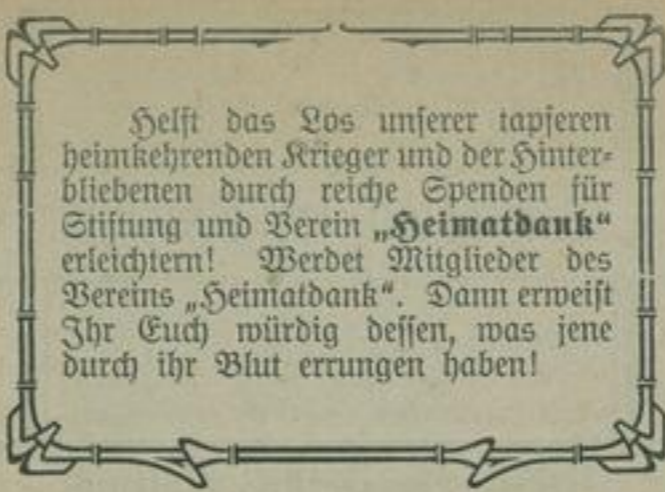 Helft das Los unserer tapferen
heimkehrenden Krieger und der Hinter-
bliebenen durch reiche Spenden für
Stiftung und Verein „Heimatdank“
erleichtern! Werdet Mitglieder des
Vereins „Heimatdank“. Dann erweist
Ihr Euch würdig dessen, was jene
durch ihr Blut errungen haben!